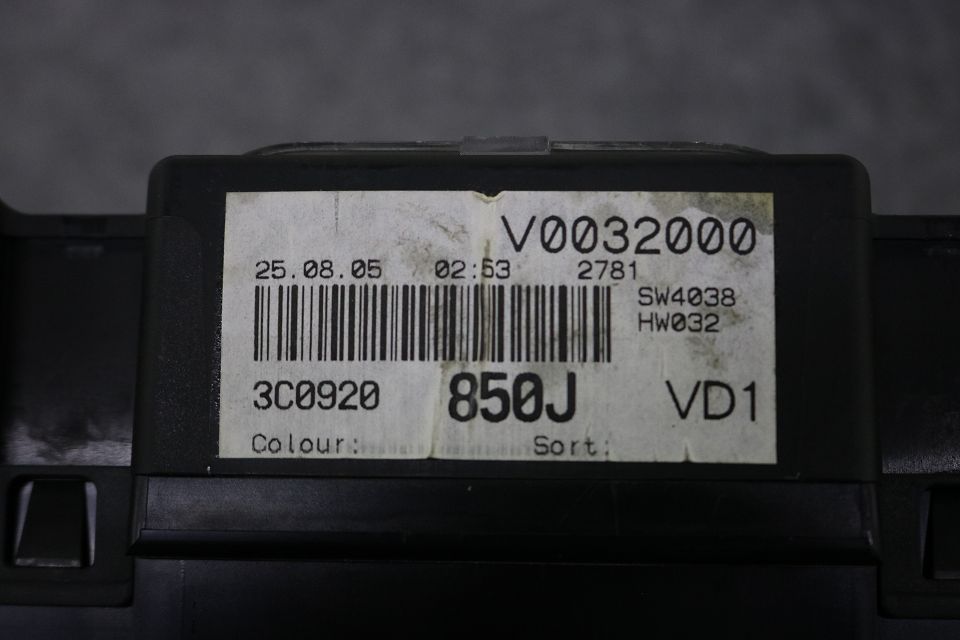 V0032000
25.08.05 02:53 2781
SW4038
HW032
3C0920 850J VD1
Colour: Sort: